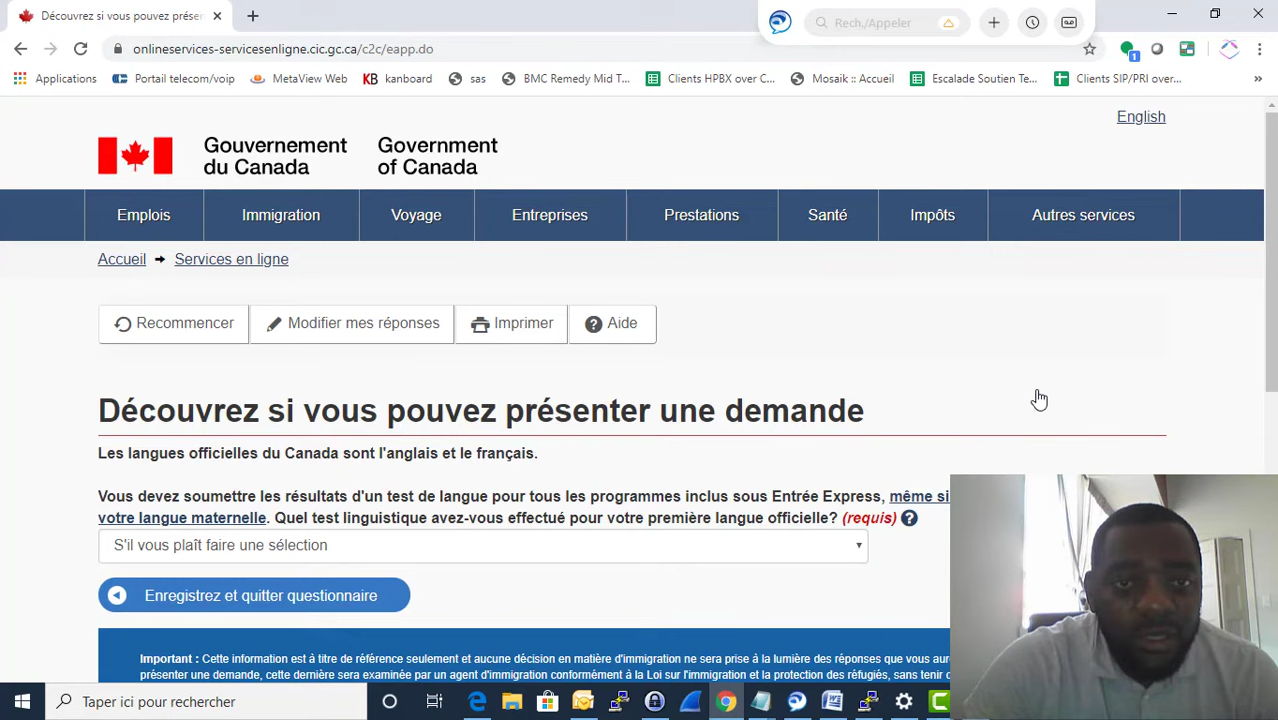 Découvrez si vous pouvez présen
Rech./Appeler
onlineservices-servicesenligne.cic.gc.ca/c2c/eapp.do
1
Applications
Portail telecom/voip
MetaView Web
KB kanboard
sas
BMC Remedy Mid T...
Clients HPBX over C...
Mosaik :: Accueil
Escalade Soutien Te...
Clients SIP/PRI over...
»
English
Gouvernement du Canada
Government of Canada
Emplois
Immigration
Voyage
Entreprises
Prestations
Santé
Impôts
Autres services
Accueil
Services en ligne
Recommencer
Modifier mes réponses
Imprimer
Aide
Découvrez si vous pouvez présenter une demande
Les langues officielles du Canada sont l'anglais et le français.
Vous devez soumettre les résultats d'un test de langue pour tous les programmes inclus sous Entrée Express, même si
votre langue maternelle. Quel test linguistique avez-vous effectué pour votre première langue officielle? (requis)
S'il vous plaît faire une sélection
Enregistrez et quitter questionnaire
Important : Cette information est à titre de référence seulement et aucune décision en matière d'immigration ne sera prise à la lumière des réponses que vous
présenter une demande, cette dernière sera examinée par un agent d'immigration conformément à la Loi sur l'immigration et la protection des réfugiés, sans tenir
Taper ici pour rechercher